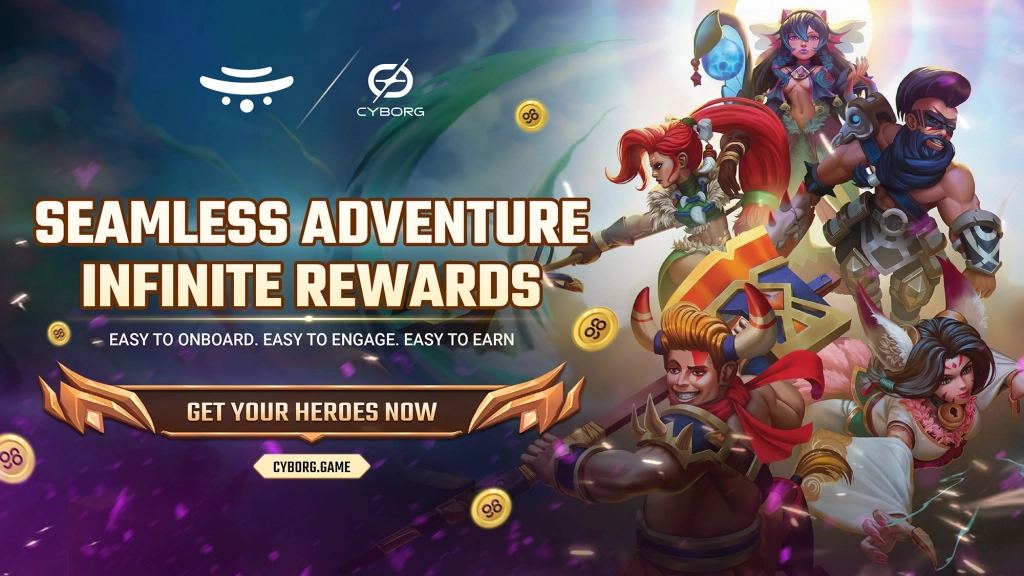 CYBORG
SEAMLESS ADVENTURE
INFINITE REWARDS
EASY TO ONBOARD. EASY TO ENGAGE. EASY TO EARN
GET YOUR HEROES NOW
CYBORG.GAME